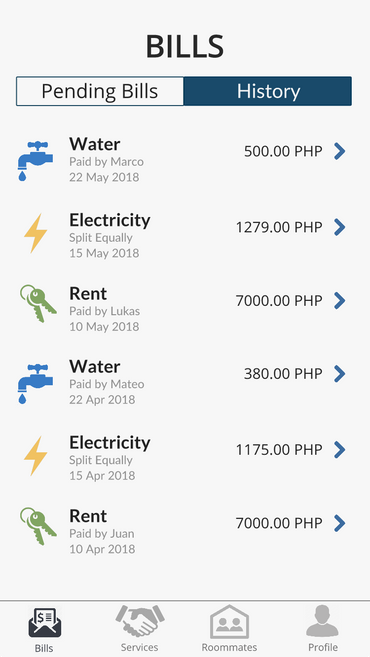 BILLS
Pending Bills
History
Water
Paid by Marco
22 May 2018
500.00 PHP
Electricity
Split Equally
15 May 2018
1279.00 PHP
Rent
Paid by Lukas
10 May 2018
7000.00 PHP
Water
Paid by Mateo
22 Apr 2018
380.00 PHP
Electricity
Split Equally
15 Apr 2018
1175.00 PHP
Rent
Paid by Juan
10 Apr 2018
7000.00 PHP
$
Bills
Services
Roommates
Profile